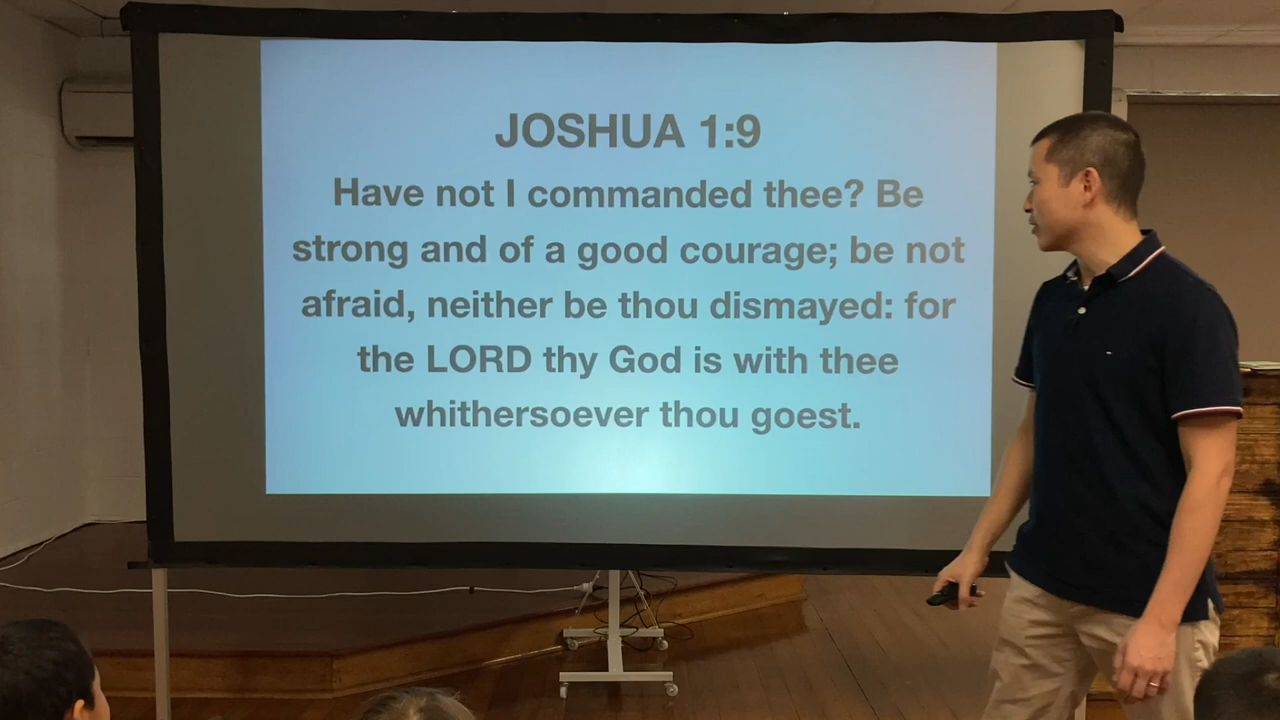 JOSHUA 1:9
Have not I commanded thee? Be
strong and of a good courage; be not
afraid, neither be thou dismayed: for
the LORD thy God is with thee
whithersoever thou goest.